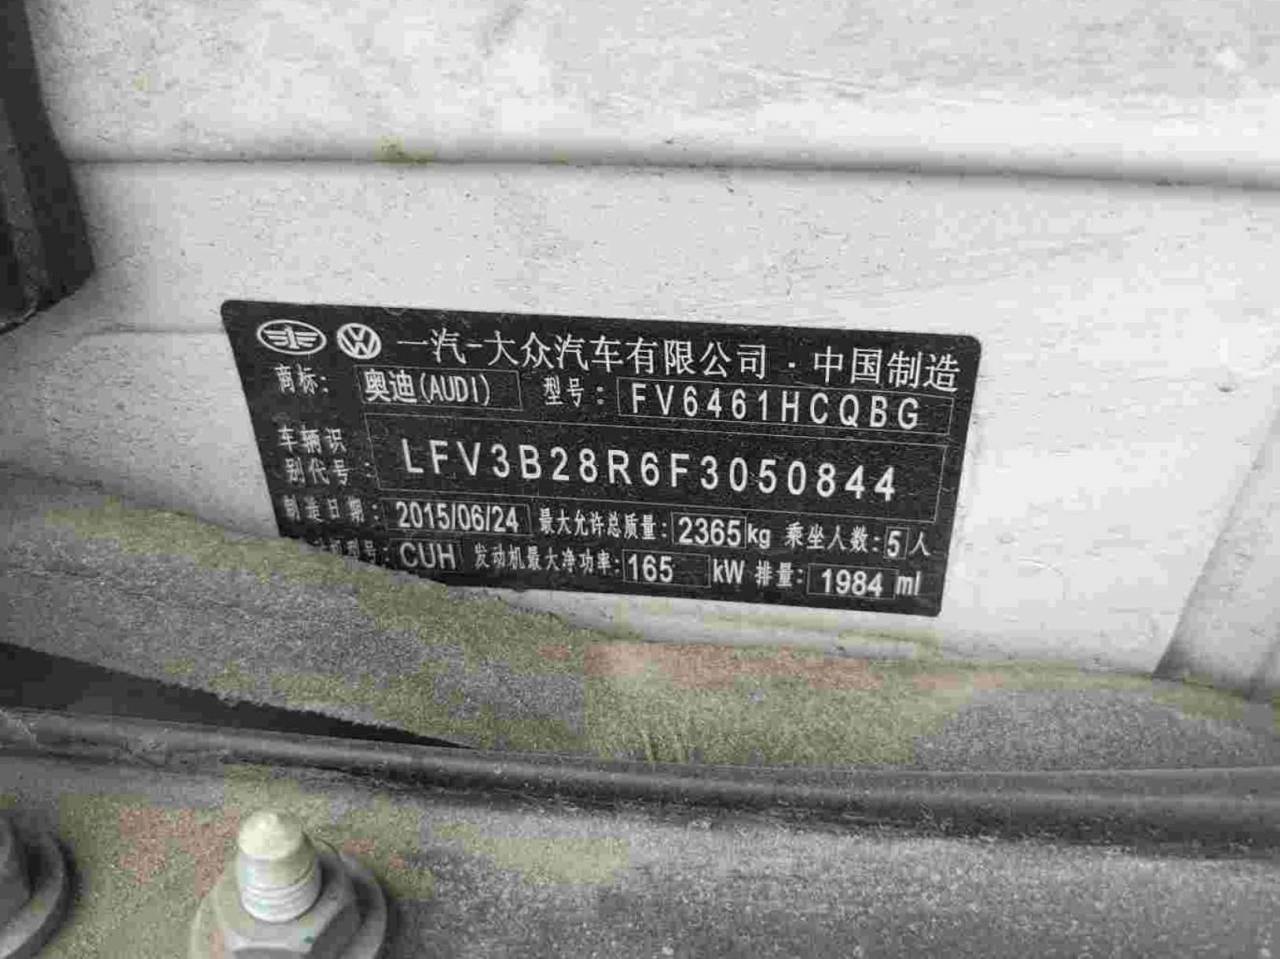 一汽-大众汽车有限公司·中国制造
商标: 奥迪(AUDI) 型号: FV6461HCQBG
车辆识
别代号: LFV3B28R6F3050844
制造日期: 2015/06/24 最大允许总质量: 2365kg 乘坐人数: 5人
机型号: CUH 发动机最大净功率: 165 kW 排量: 1984 ml